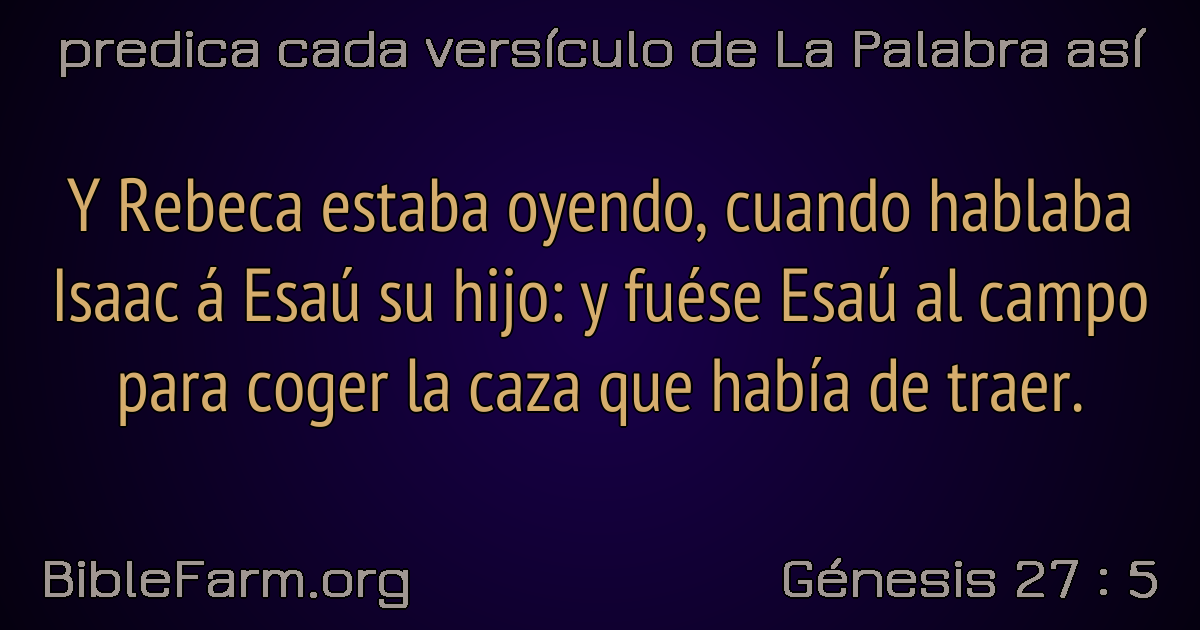 predica cada versículo de La Palabra así
Y Rebeca estaba oyendo, cuando hablaba
Isaac á Esaú su hijo: y fuése Esaú al campo
para coger la caza que había de traer.
BibleFarm.org
Génesis 27 : 5